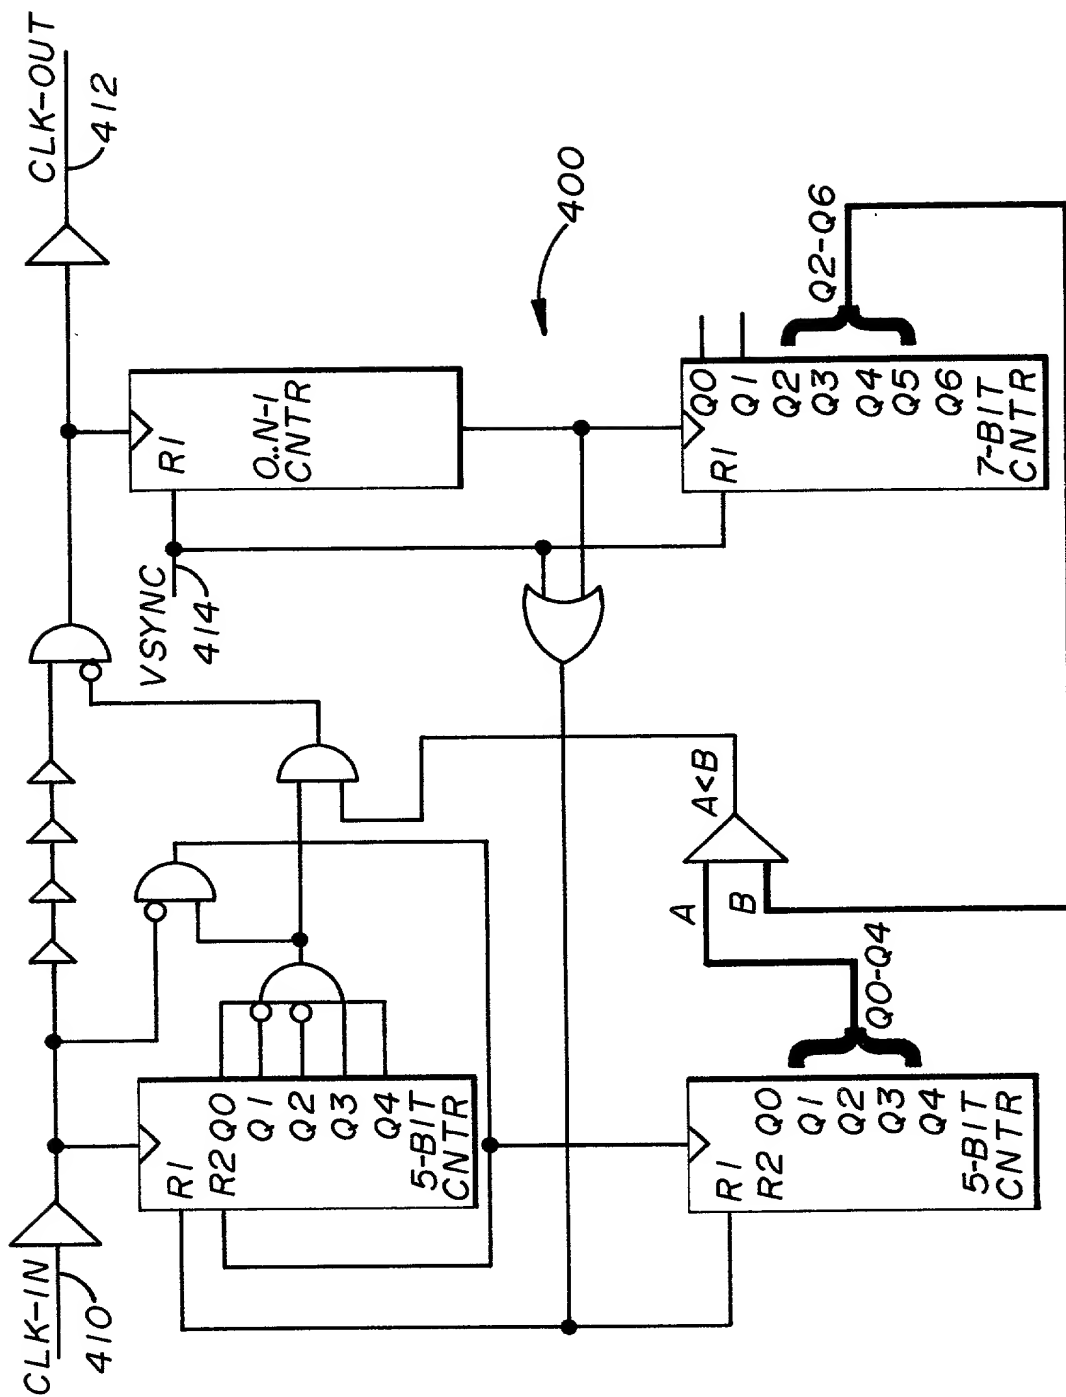 CLK-IN
410
CLK-OUT
412
R1
R2
Q0
Q1
Q2
Q3
Q4
5-BIT
CNTR
VSYNC
414
R1
0..N-1
CNTR
400
A
B
A<B
Q0-Q4
R1
R2
Q0
Q1
Q2
Q3
Q4
5-BIT
CNTR
R1
Q0
Q1
Q2
Q3
Q4
Q5
Q6
7-BIT
CNTR
Q2-Q6